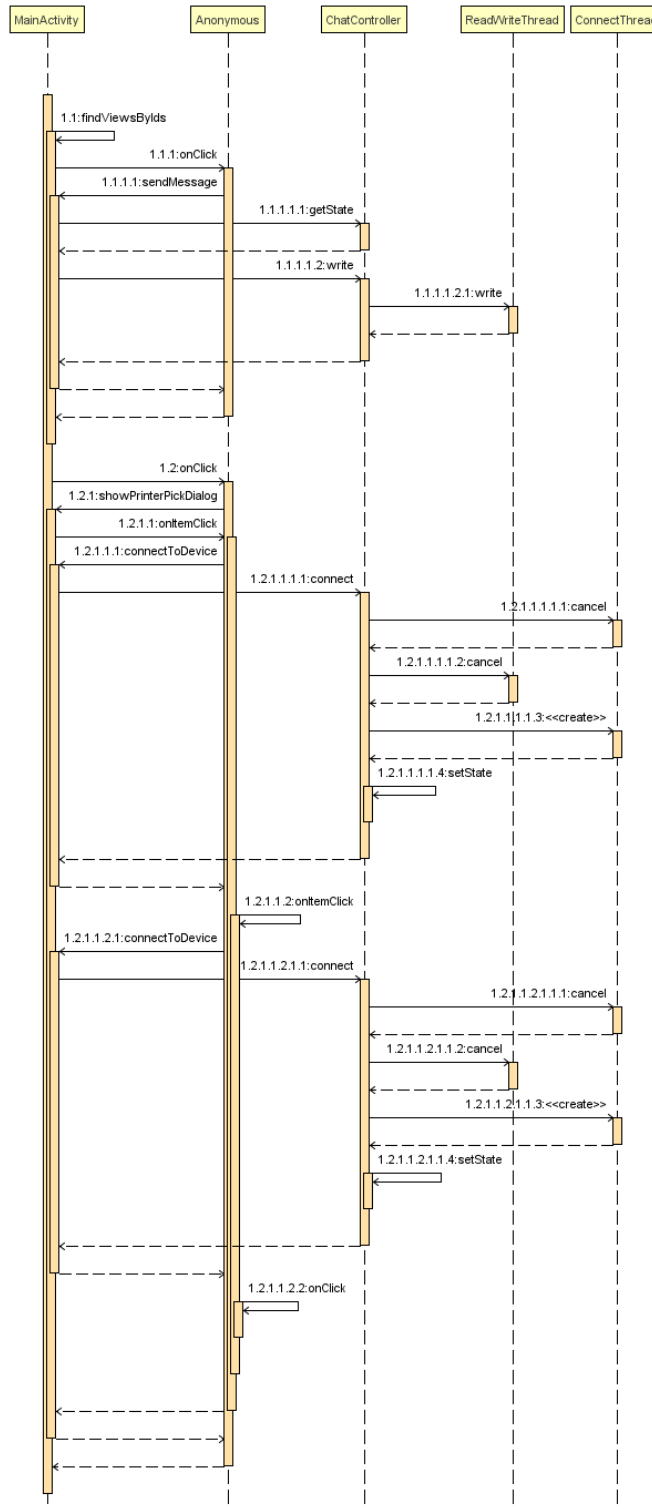 MainActivity
Anonymous
ChatController
ReadWriteThread
ConnectThread
1.1:findViewsByIds
1.1.1:onClick
1.1.1.1:sendMessage
1.1.1.1.1:getState
1.1.1.1.2:write
1.1.1.1.2.1:write
1.2:onClick
1.2.1:showPrinterPickDialog
1.2.1.1:onItemClick
1.2.1.1.1:connectToDevice
1.2.1.1.1.1:connect
1.2.1.1.1.1.1:cancel
1.2.1.1.1.1.2:cancel
1.2.1.1.1.1.3:<<create>>
1.2.1.1.1.1.4:setState
1.2.1.1.2:onItemClick
1.2.1.1.2.1:connectToDevice
1.2.1.1.2.1.1:connect
1.2.1.1.2.1.1.1:cancel
1.2.1.1.2.1.1.2:cancel
1.2.1.1.2.1.1.3:<<create>>
1.2.1.1.2.1.1.4:setState
1.2.1.1.2.2:onClick